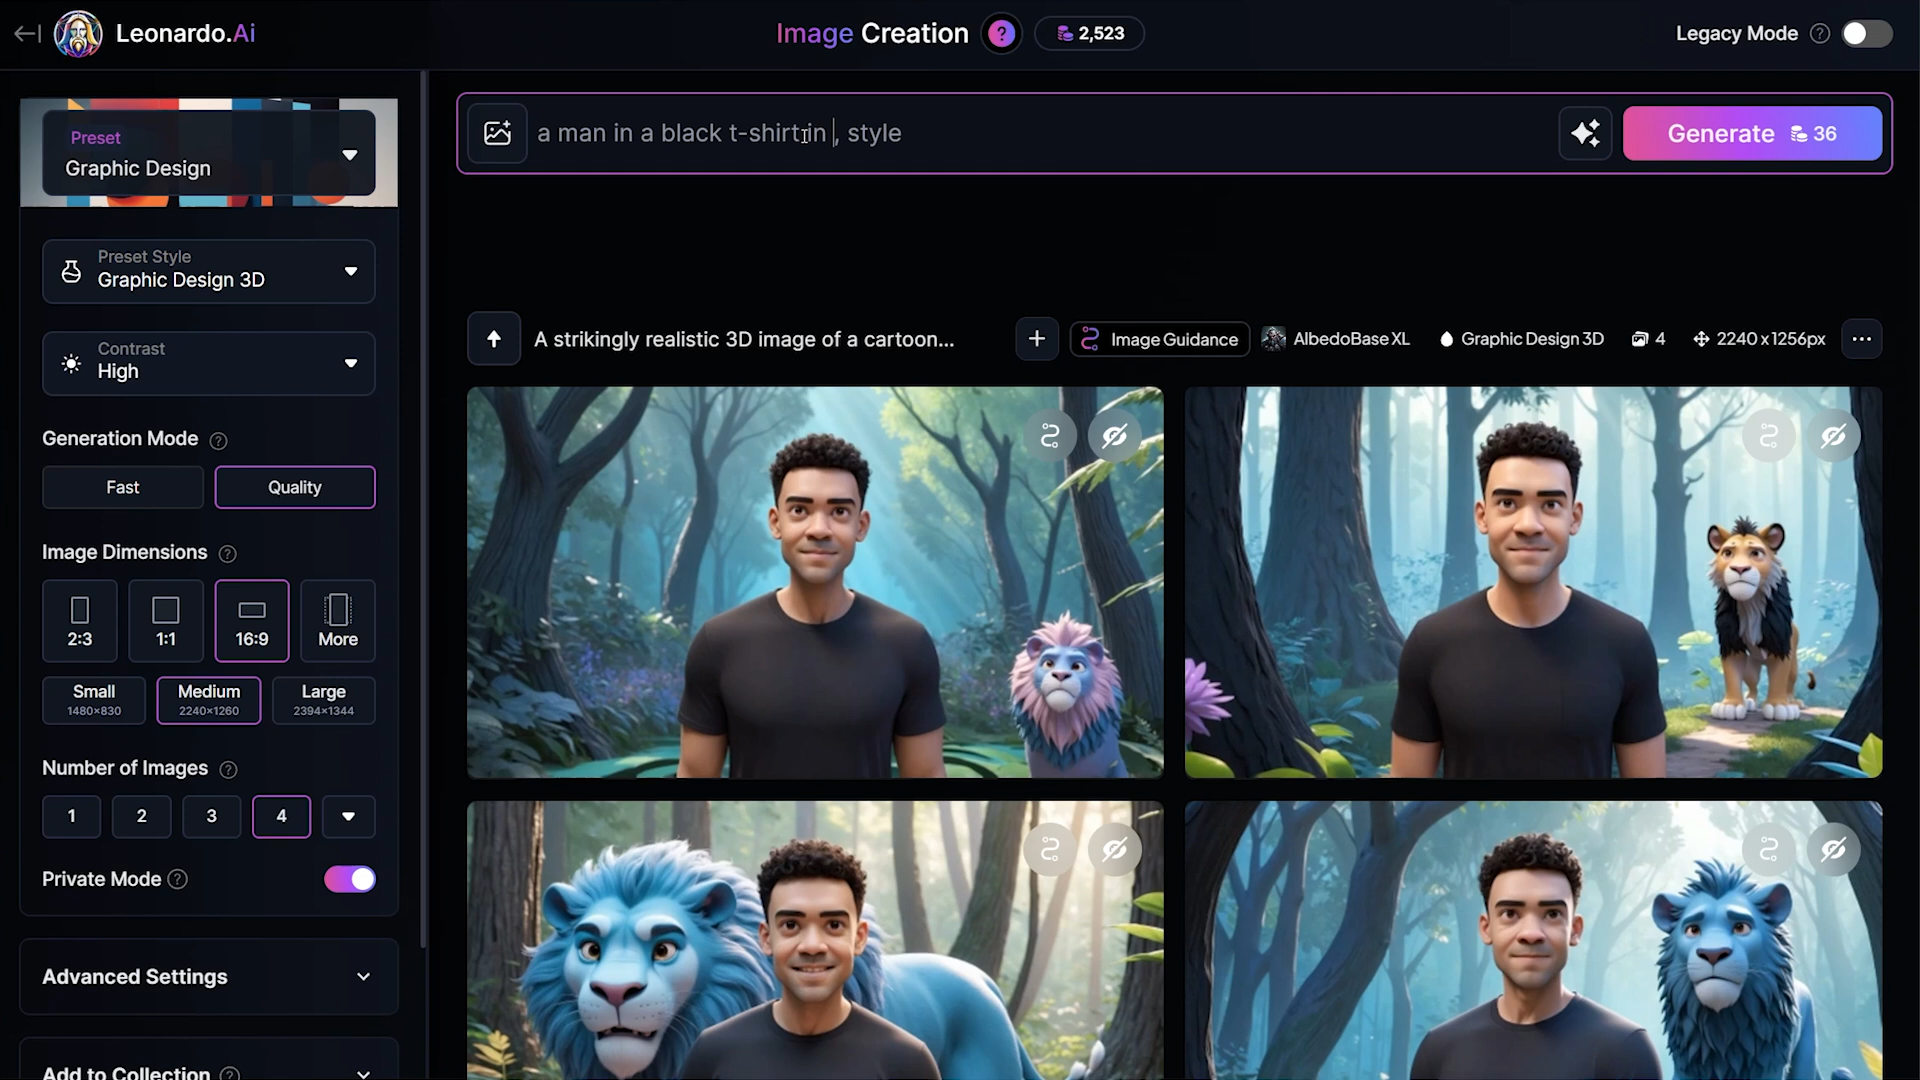 Leonardo.Ai
Image Creation ? 2,523
Legacy Mode ?
Preset
Graphic Design
a man in a black t-shirt in , style
Generate 36
Preset Style
Graphic Design 3D
Contrast
High
A strikingly realistic 3D image of a cartoon...
Image Guidance
AlbedoBase XL
Graphic Design 3D
4
2240 x 1256px
Generation Mode ?
Fast Quality
Image Dimensions ?
2:3 1:1 16:9 More
Small Medium Large
1480×830 2240×1260 2394×1344
Number of Images ?
1 2 3 4
Private Mode ?
Advanced Settings
Add to Collection ?